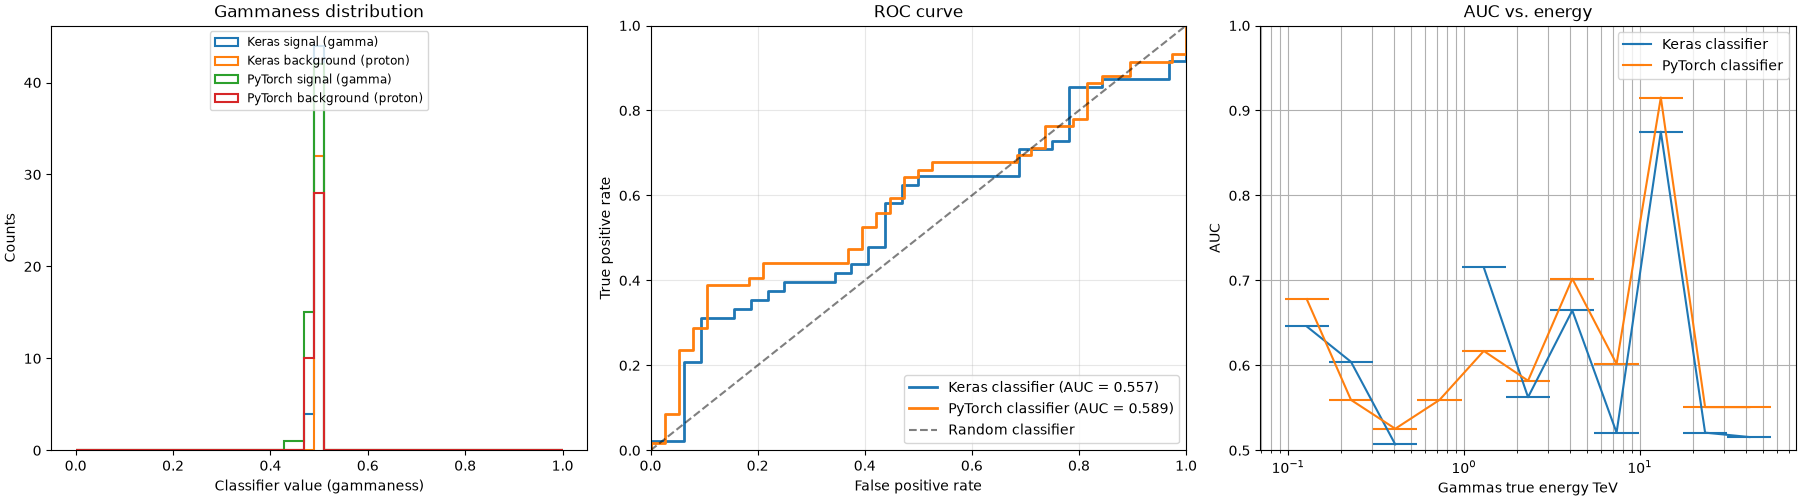 Gammaness distribution
Keras signal (gamma)
Keras background (proton)
PyTorch signal (gamma)
PyTorch background (proton)
Counts
40
30
20
10
0
0.0 0.2 0.4 0.6 0.8 1.0
Classifier value (gammaness)
ROC curve
True positive rate
1.0
0.8
0.6
0.4
0.2
0.0
Keras classifier (AUC = 0.557)
PyTorch classifier (AUC = 0.589)
Random classifier
0.0 0.2 0.4 0.6 0.8 1.0
False positive rate
AUC vs. energy
Keras classifier
PyTorch classifier
AUC
1.0
0.9
0.8
0.7
0.6
0.5
10⁻¹ 10⁰ 10¹
Gammas true energy TeV